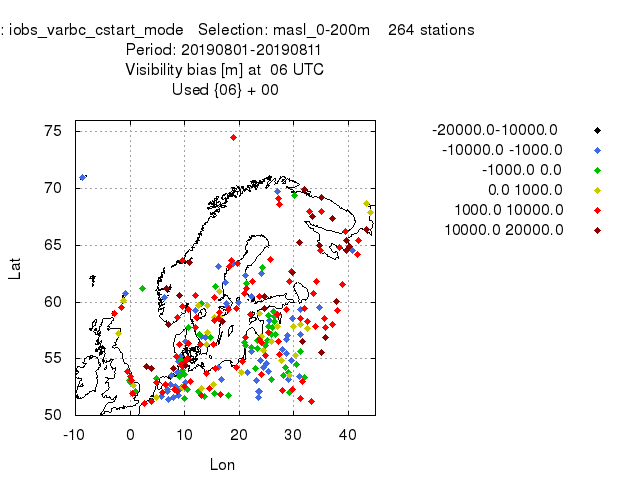 : iobs_varbc_cstart_mode Selection: masl_0-200m 264 stations
Period: 20190801-20190811
Visibility bias [m] at 06 UTC
Used {06} + 00
-20000.0-10000.0
-10000.0 -1000.0
-1000.0 0.0
0.0 1000.0
1000.0 10000.0
10000.0 20000.0
75
70
65
60
55
50
Lat
-10 0 10 20 30 40
Lon